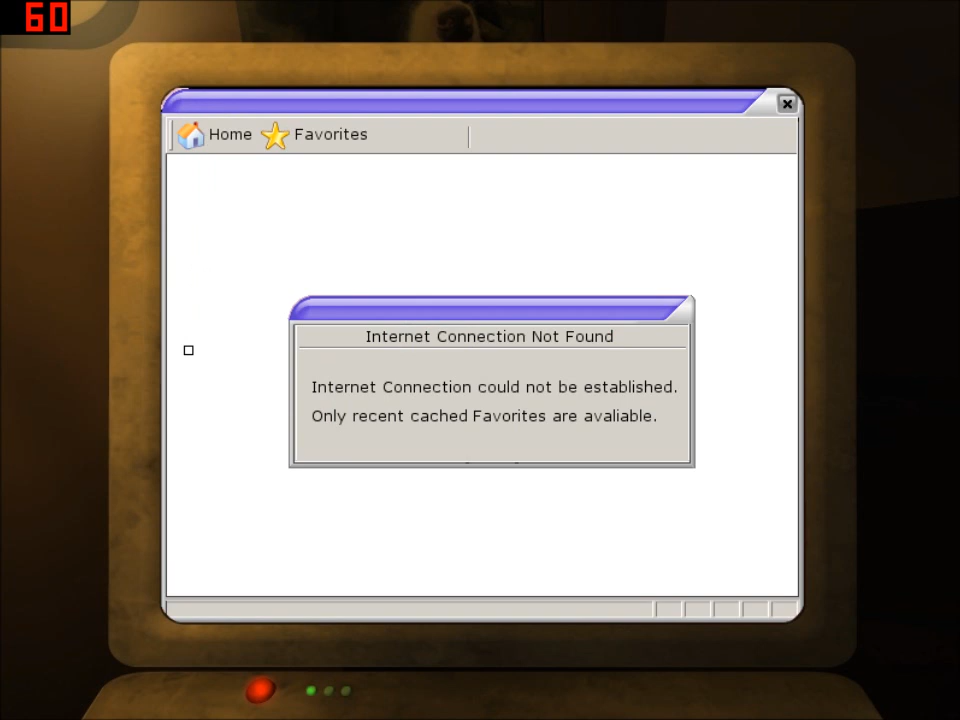 60
Home Favorites
Internet Connection Not Found
Internet Connection could not be established.
Only recent cached Favorites are avaliable.